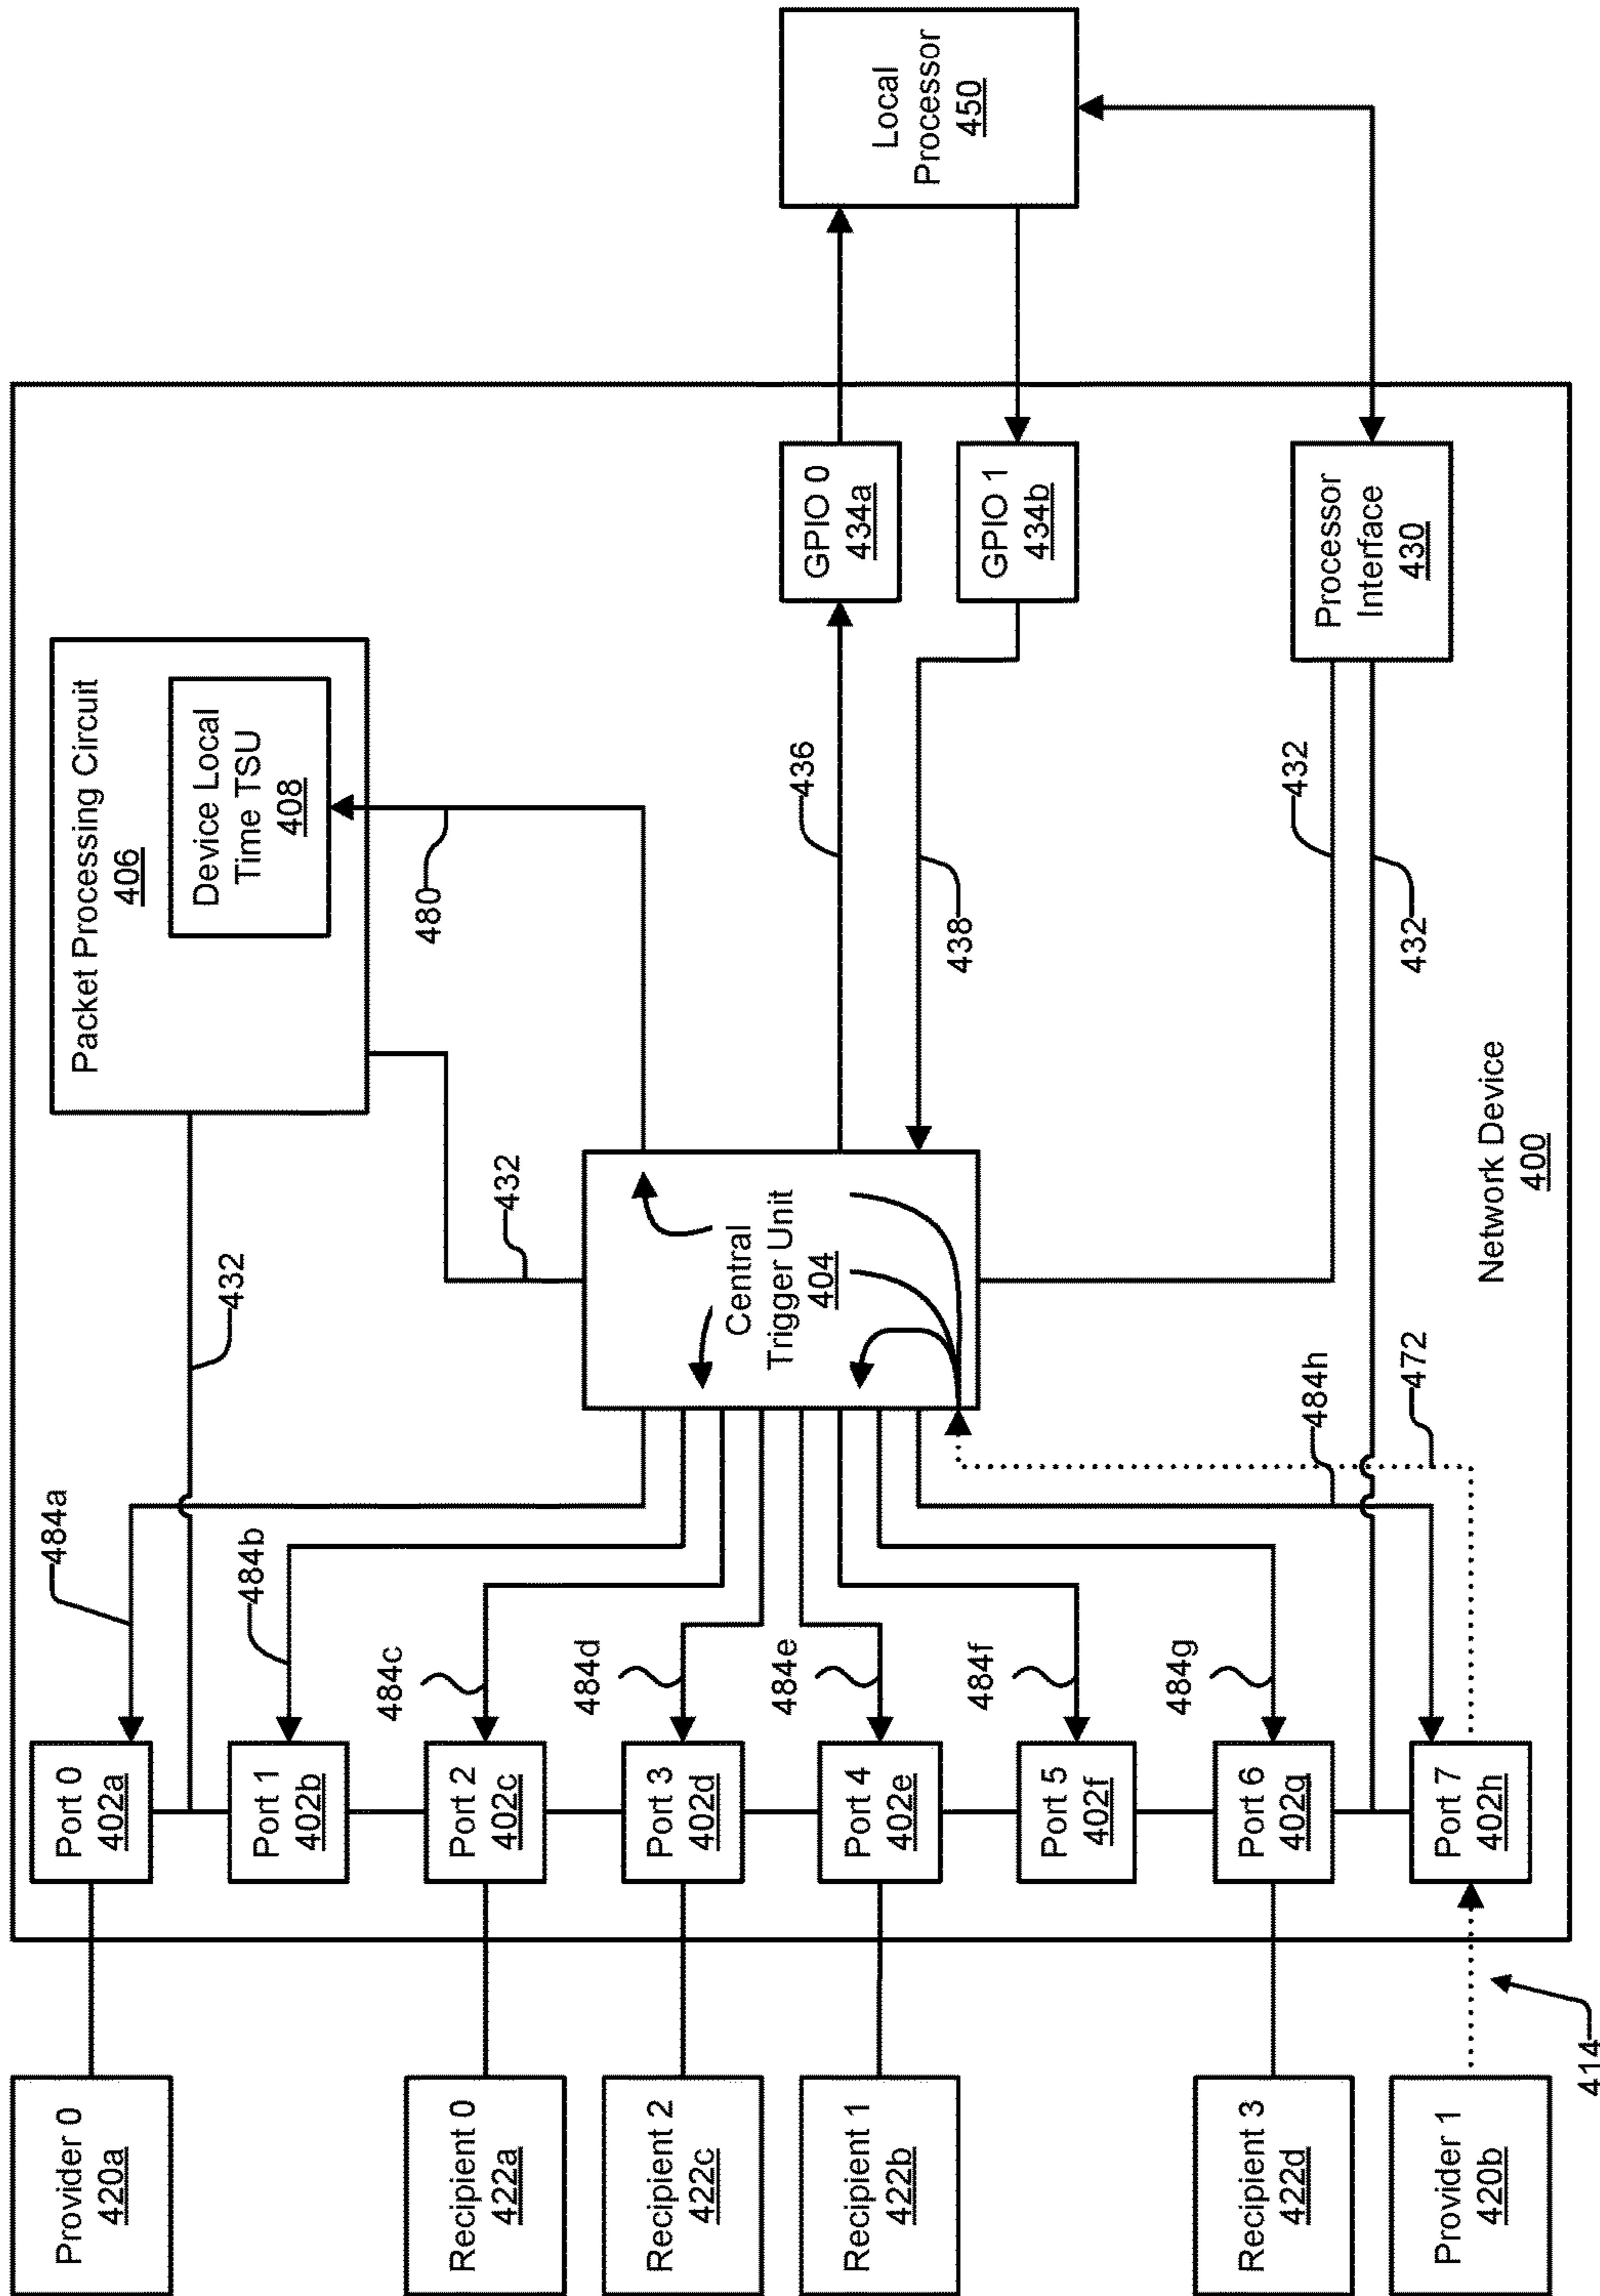 Provider 0
420a
Port 0
402a
484a
432
Packet Processing Circuit
406
Device Local
Time TSU
408
Port 1
402b
484b
Recipient 0
422a
Port 2
402c
484c
432
480
Recipient 2
422c
Port 3
402d
484d
Central
Trigger Unit
404
436
GPIO 0
434a
Local
Processor
450
Recipient 1
422b
Port 4
402e
484e
438
GPIO 1
434b
Port 5
402f
484f
Recipient 3
422d
Port 6
402g
484g
484h
432
Processor
Interface
430
Provider 1
420b
Port 7
402h
472
432
Network Device
400
414